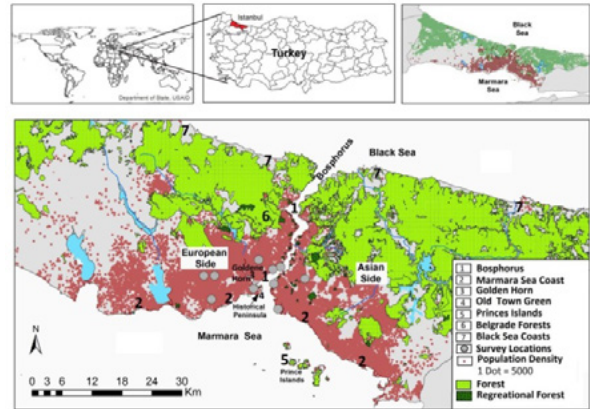 Istanbul
Turkey
Department of State, USAID
Black
Sea
Marmara
Sea
7
7
Bosphorus
Black Sea
7
7
1
6
European
Side
Goldene
Horn
Asian
Side
2
2
4
Historical
Peninsula
2
2
Marmara Sea
N
5
Prince
Islands
0 3 6 12 18 24 30
Km
1 Bosphorus
2 Marmara Sea Coast
3 Golden Horn
4 Old Town Green
5 Princes Islands
6 Belgrade Forests
7 Black Sea Coasts
Survey Locations
Population Density
1 Dot = 5000
Forest
Regreational Forest